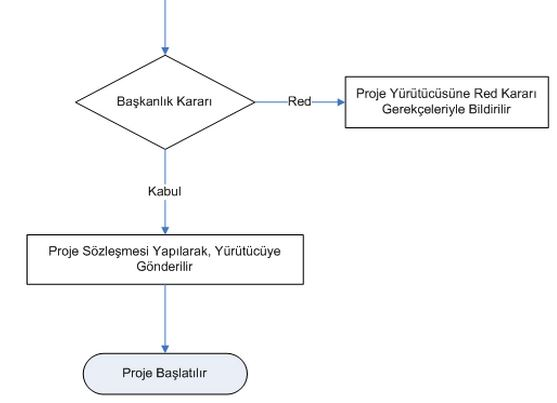 Başkanlık Kararı
Red
Proje Yürütücüsüne Red Kararı
Gerekçeleriyle Bildirilir
Kabul
Proje Sözleşmesi Yapılarak, Yürütücüye
Gönderilir
Proje Başlatılır